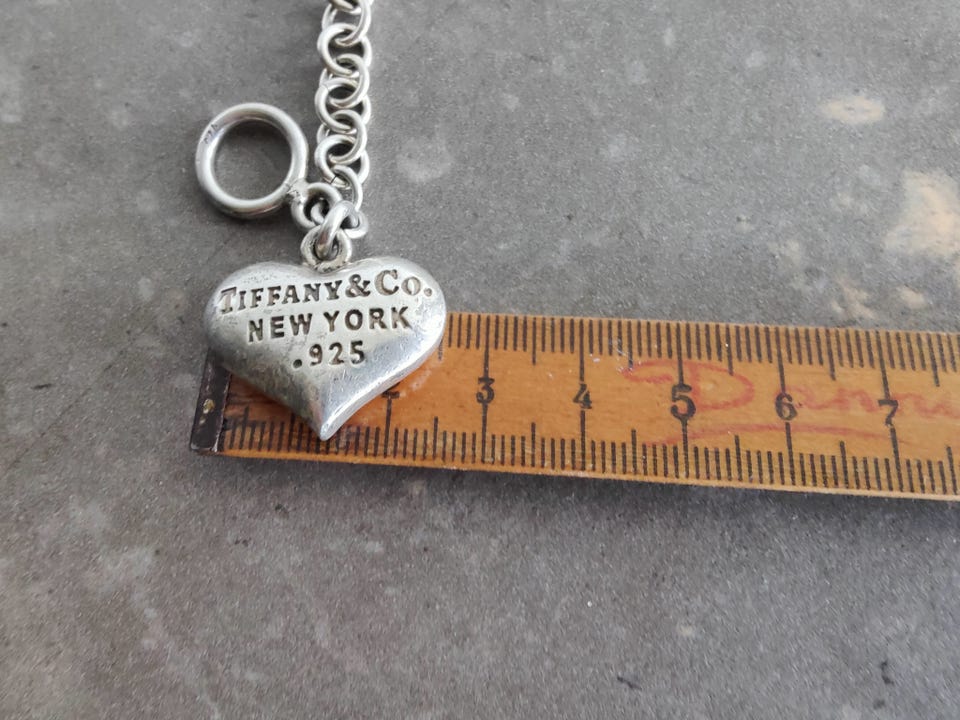 TIFFANY & CO.
NEW YORK
.925
3 4 5 6 7